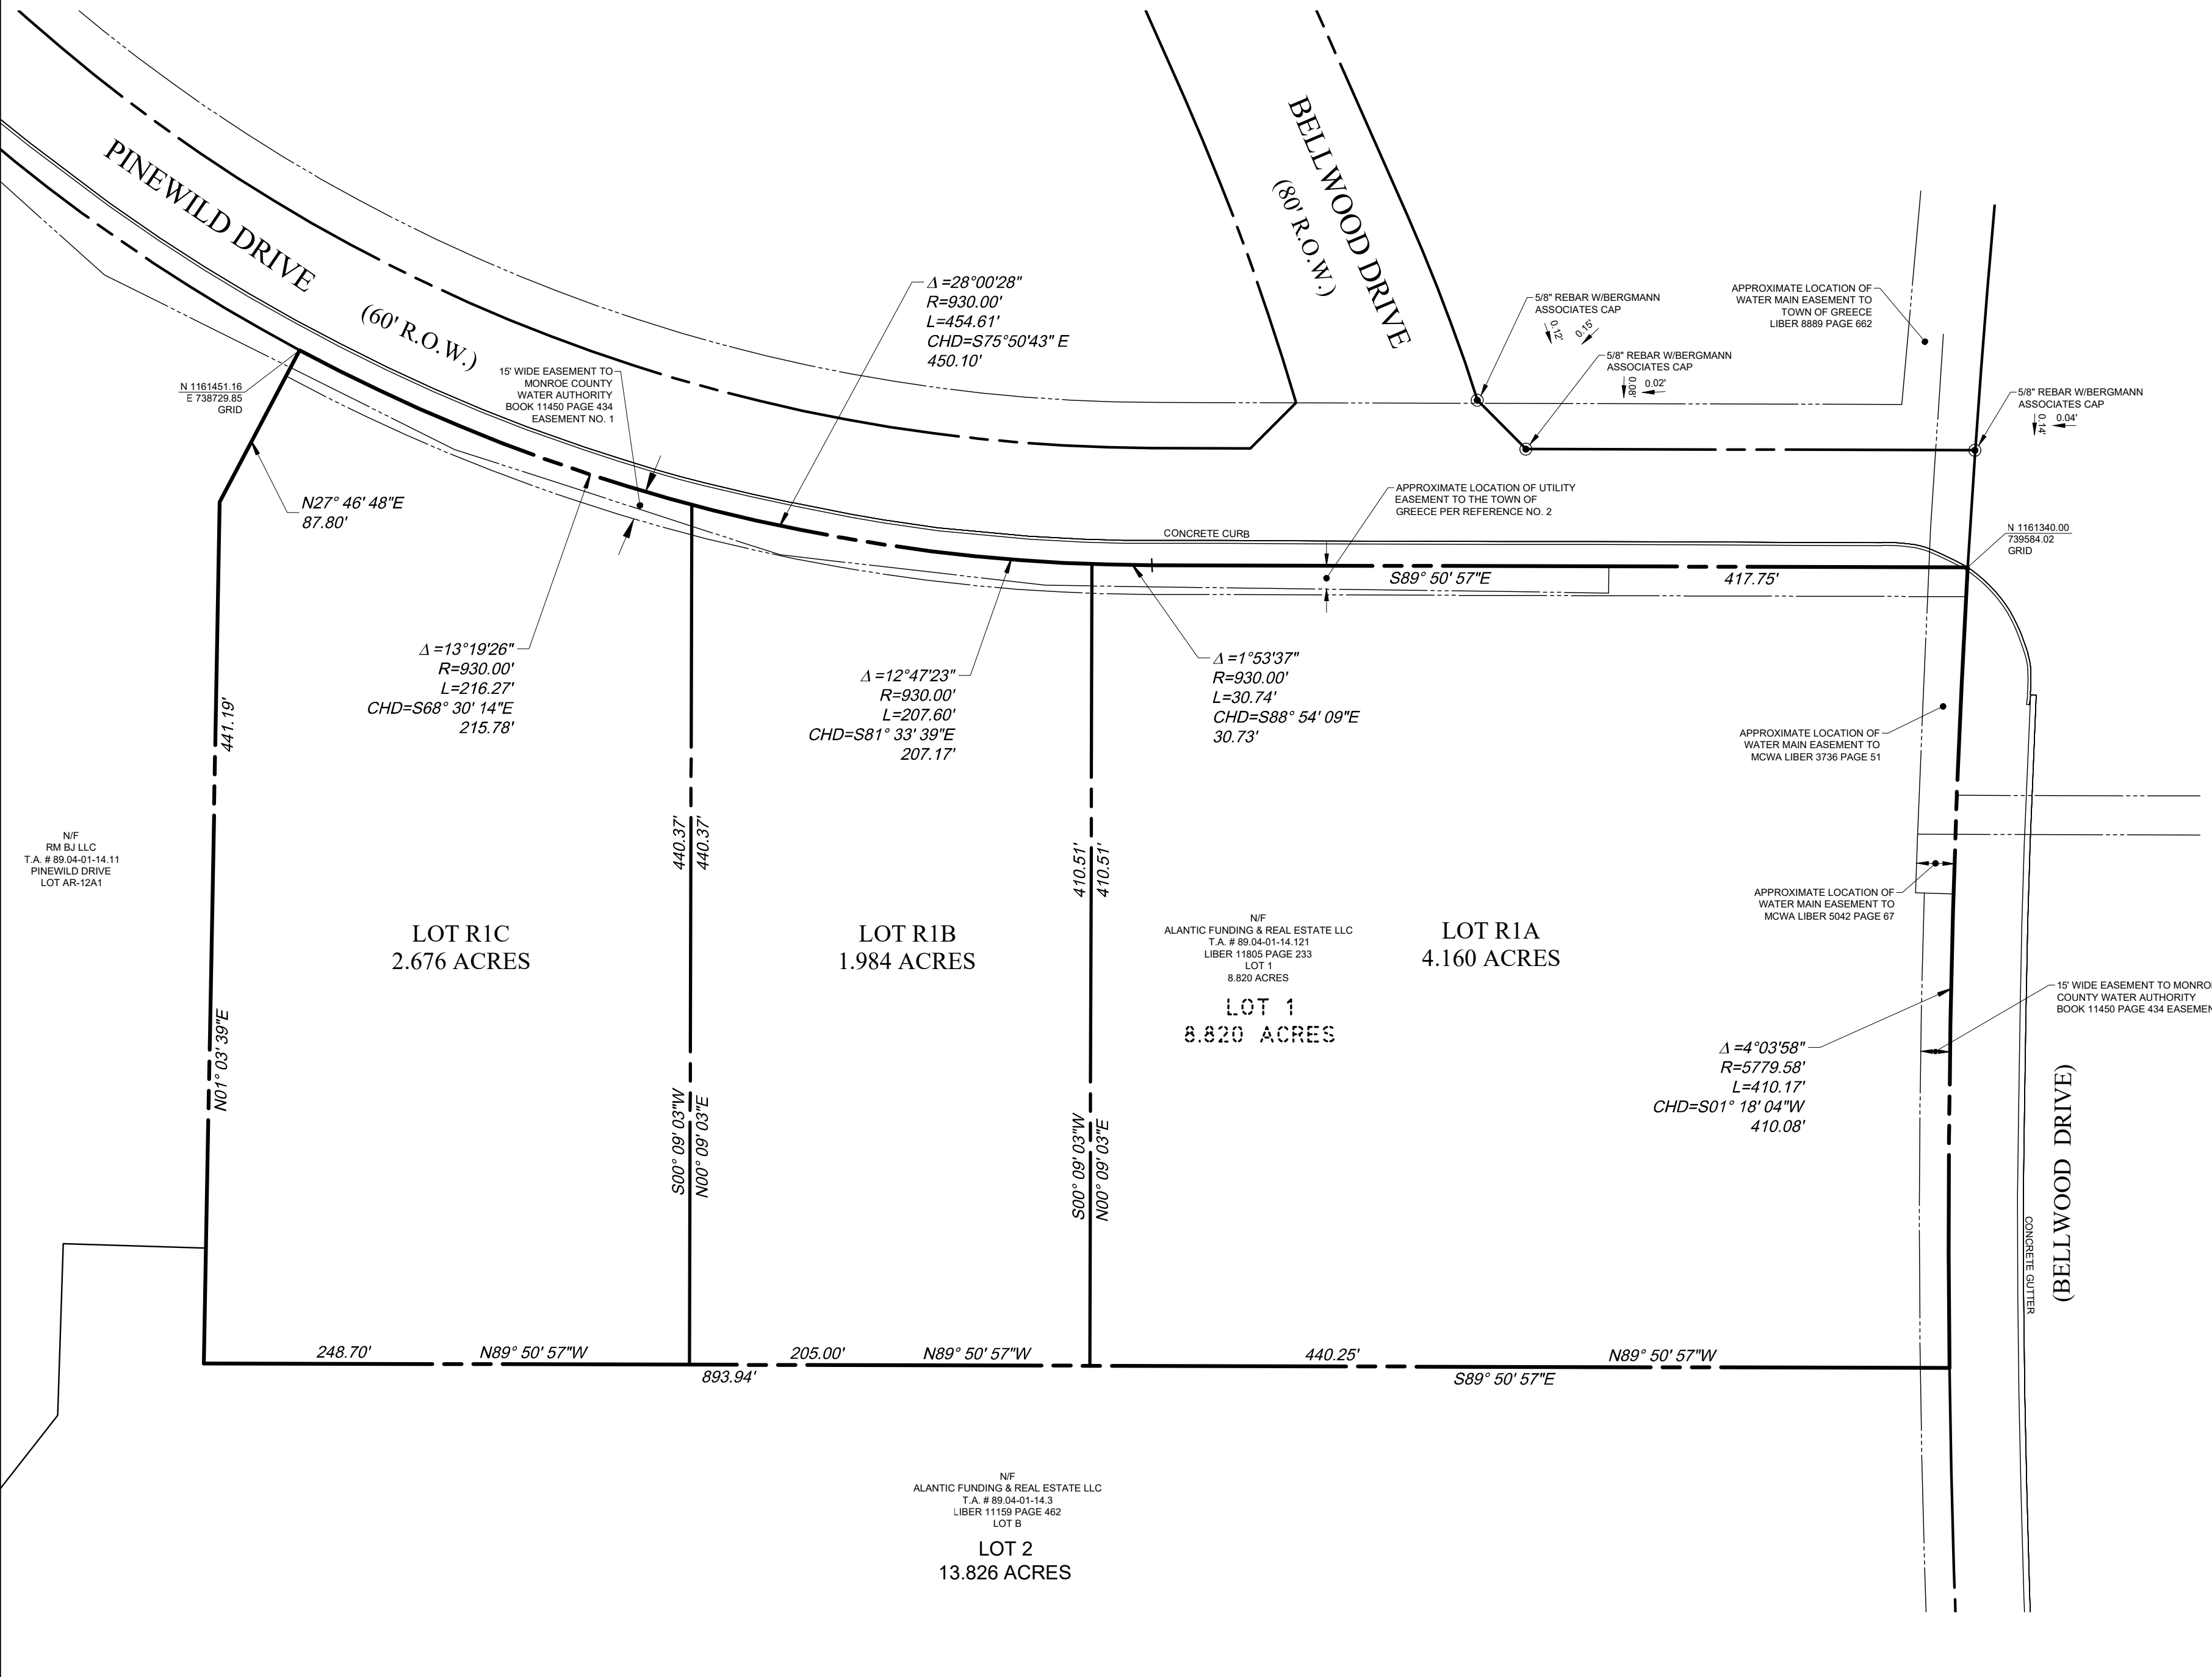 PINEWILD DRIVE
(60' R.O.W.)
BELLWOOD DRIVE
(80' R.O.W.)
Δ =28°00'28"
R=930.00'
L=454.61'
CHD=S75°50'43" E
450.10'
5/8" REBAR W/BERGMANN
ASSOCIATES CAP
0.12'
0.15'
5/8" REBAR W/BERGMANN
ASSOCIATES CAP
0.08'
0.02'
APPROXIMATE LOCATION OF
WATER MAIN EASEMENT TO
TOWN OF GREECE
LIBER 8889 PAGE 662
5/8" REBAR W/BERGMANN
ASSOCIATES CAP
0.14'
0.04'
N 1161451.16
E 738729.85
GRID
15' WIDE EASEMENT TO
MONROE COUNTY
WATER AUTHORITY
BOOK 11450 PAGE 434
EASEMENT NO. 1
N27° 46' 48"E
87.80'
APPROXIMATE LOCATION OF UTILITY
EASEMENT TO THE TOWN OF
GREECE PER REFERENCE NO. 2
CONCRETE CURB
N 1161340.00
739584.02
GRID
S89° 50' 57"E
417.75'
Δ =13°19'26"
R=930.00'
L=216.27'
CHD=S68° 30' 14"E
215.78'
Δ =12°47'23"
R=930.00'
L=207.60'
CHD=S81° 33' 39"E
207.17'
Δ =1°53'37"
R=930.00'
L=30.74'
CHD=S88° 54' 09"E
30.73'
441.19'
N01° 03' 39"E
440.37'
440.37'
S00° 09' 03"W
N00° 09' 03"E
410.51'
410.51'
S00° 09' 03"W
N00° 09' 03"E
APPROXIMATE LOCATION OF
WATER MAIN EASEMENT TO
MCWA LIBER 3736 PAGE 51
APPROXIMATE LOCATION OF
WATER MAIN EASEMENT TO
MCWA LIBER 5042 PAGE 67
N/F
RM BJ LLC
T.A. # 89.04-01-14.11
PINEWILD DRIVE
LOT AR-12A1
LOT R1C
2.676 ACRES
LOT R1B
1.984 ACRES
N/F
ALANTIC FUNDING & REAL ESTATE LLC
T.A. # 89.04-01-14.121
LIBER 11805 PAGE 233
LOT 1
8.820 ACRES
LOT 1
8.820 ACRES
LOT R1A
4.160 ACRES
15' WIDE EASEMENT TO MONRO
COUNTY WATER AUTHORITY
BOOK 11450 PAGE 434 EASEMEN
Δ =4°03'58"
R=5779.58'
L=410.17'
CHD=S01° 18' 04"W
410.08'
(BELLWOOD DRIVE)
CONCRETE GUTTER
248.70'
N89° 50' 57"W
205.00'
N89° 50' 57"W
440.25'
N89° 50' 57"W
893.94'
S89° 50' 57"E
N/F
ALANTIC FUNDING & REAL ESTATE LLC
T.A. # 89.04-01-14.3
LIBER 11159 PAGE 462
LOT B
LOT 2
13.826 ACRES